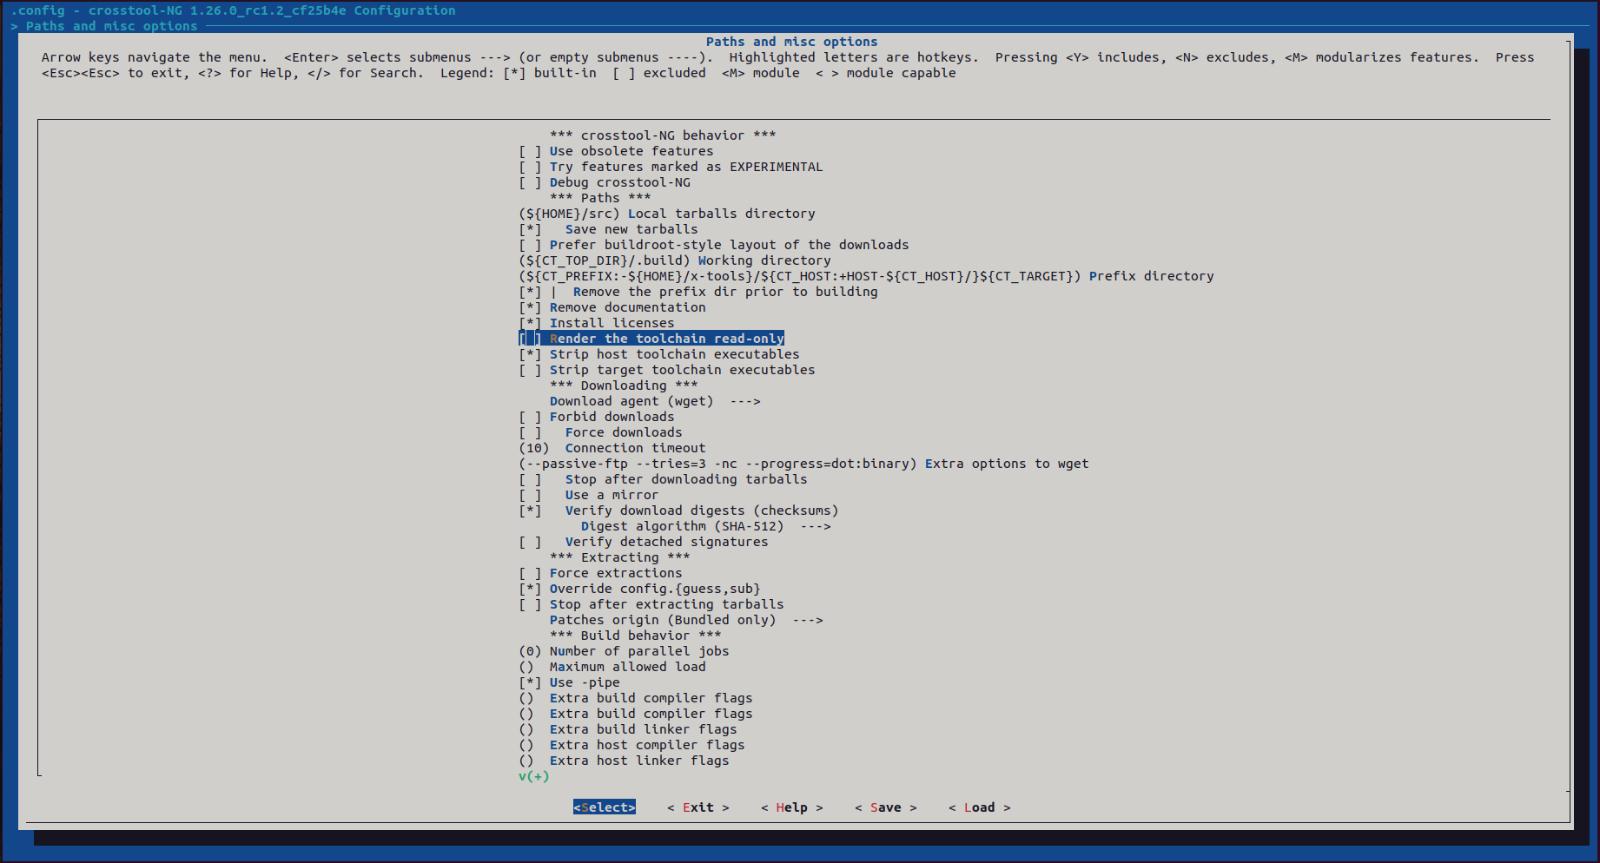 .config - crosstool-NG 1.26.0_rc1.2_cf25b4e Configuration
> Paths and misc options
Paths and misc options
Arrow keys navigate the menu.  <Enter> selects submenus ---> (or empty submenus ----).  Highlighted letters are hotkeys.  Pressing <Y> includes, <N> excludes, <M> modularizes features.  Press
<Esc><Esc> to exit, <?> for Help, </> for Search.  Legend: [*] built-in  [ ] excluded  <M> module  < > module capable
*** crosstool-NG behavior ***
[ ] Use obsolete features
[ ] Try features marked as EXPERIMENTAL
[ ] Debug crosstool-NG
*** Paths ***
(${HOME}/src) Local tarballs directory
[*]   Save new tarballs
[ ] Prefer buildroot-style layout of the downloads
(${CT_TOP_DIR}/.build) Working directory
(${CT_PREFIX:-${HOME}/x-tools}/${CT_HOST:+HOST-${CT_HOST}/}${CT_TARGET}) Prefix directory
[*] |  Remove the prefix dir prior to building
[*] Remove documentation
[*] Install licenses
[ ] Render the toolchain read-only
[*] Strip host toolchain executables
[ ] Strip target toolchain executables
*** Downloading ***
Download agent (wget)  --->
[ ] Forbid downloads
[ ]   Force downloads
(10)  Connection timeout
(--passive-ftp --tries=3 -nc --progress=dot:binary) Extra options to wget
[ ]   Stop after downloading tarballs
[ ]   Use a mirror
[*]   Verify download digests (checksums)
Digest algorithm (SHA-512)  --->
[ ]   Verify detached signatures
*** Extracting ***
[ ] Force extractions
[*] Override config.{guess,sub}
[ ] Stop after extracting tarballs
Patches origin (Bundled only)  --->
*** Build behavior ***
(0) Number of parallel jobs
()  Maximum allowed load
[*] Use -pipe
()  Extra build compiler flags
()  Extra build compiler flags
()  Extra build linker flags
()  Extra host compiler flags
()  Extra host linker flags
v(+)
<Select>    < Exit >    < Help >    < Save >    < Load >